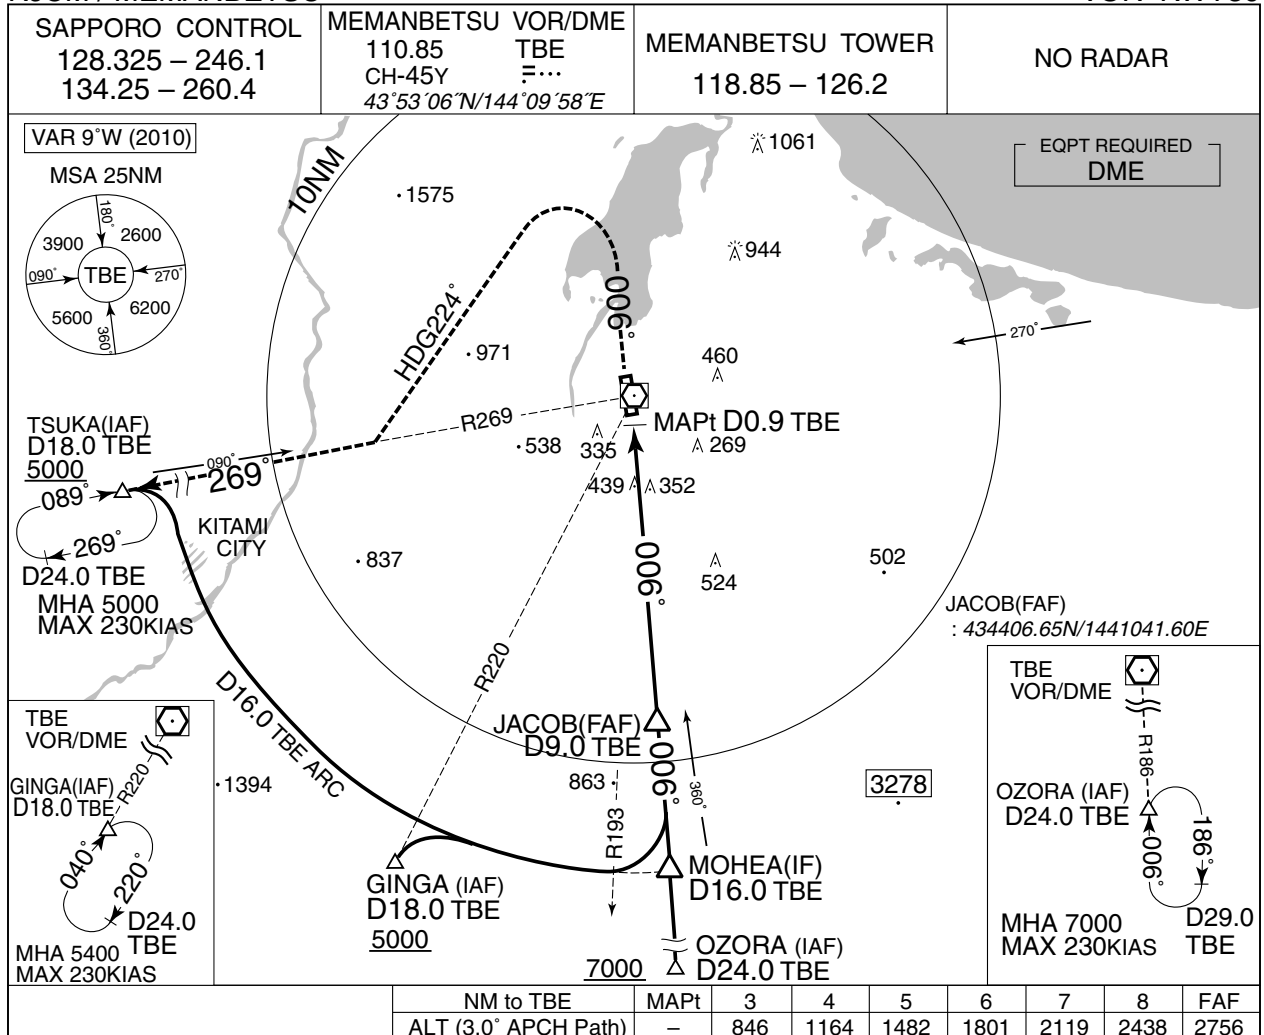 SAPPORO CONTROL
128.325 – 246.1
134.25 – 260.4
MEMANBETSU VOR/DME
110.85 TBE
CH-45Y
43°53´06˝N/144°09´58˝E
MEMANBETSU TOWER
118.85 – 126.2
NO RADAR
VAR 9°W (2010)
MSA 25NM
180°
3900 2600
090° TBE 270°
5600 6200
360°
10NM
1575
1061
EQPT REQUIRED
DME
944
HDG224°
006°
971
460
270°
R269
MAPt D0.9 TBE
538
335
269
TSUKA(IAF)
D18.0 TBE
5000
090°
269°
089°
269°
D24.0 TBE
MHA 5000
MAX 230KIAS
KITAMI
CITY
439
352
837
006°
524
502
JACOB(FAF)
: 434406.65N/1441041.60E
R220
D16.0 TBE ARC
JACOB(FAF)
D9.0 TBE
006°
360°
863
R193
1394
3278
TBE
VOR/DME
R220
GINGA(IAF)
D18.0 TBE
040°
220°
D24.0
TBE
MHA 5400
MAX 230KIAS
GINGA (IAF)
D18.0 TBE
5000
MOHEA(IF)
D16.0 TBE
OZORA (IAF)
7000 D24.0 TBE
TBE
VOR/DME
R186
OZORA (IAF)
D24.0 TBE
006°
186°
MHA 7000
MAX 230KIAS
D29.0
TBE
NM to TBE MAPt 3 4 5 6 7 8 FAF
ALT (3.0° APCH Path) – 846 1164 1482 1801 2119 2438 2756